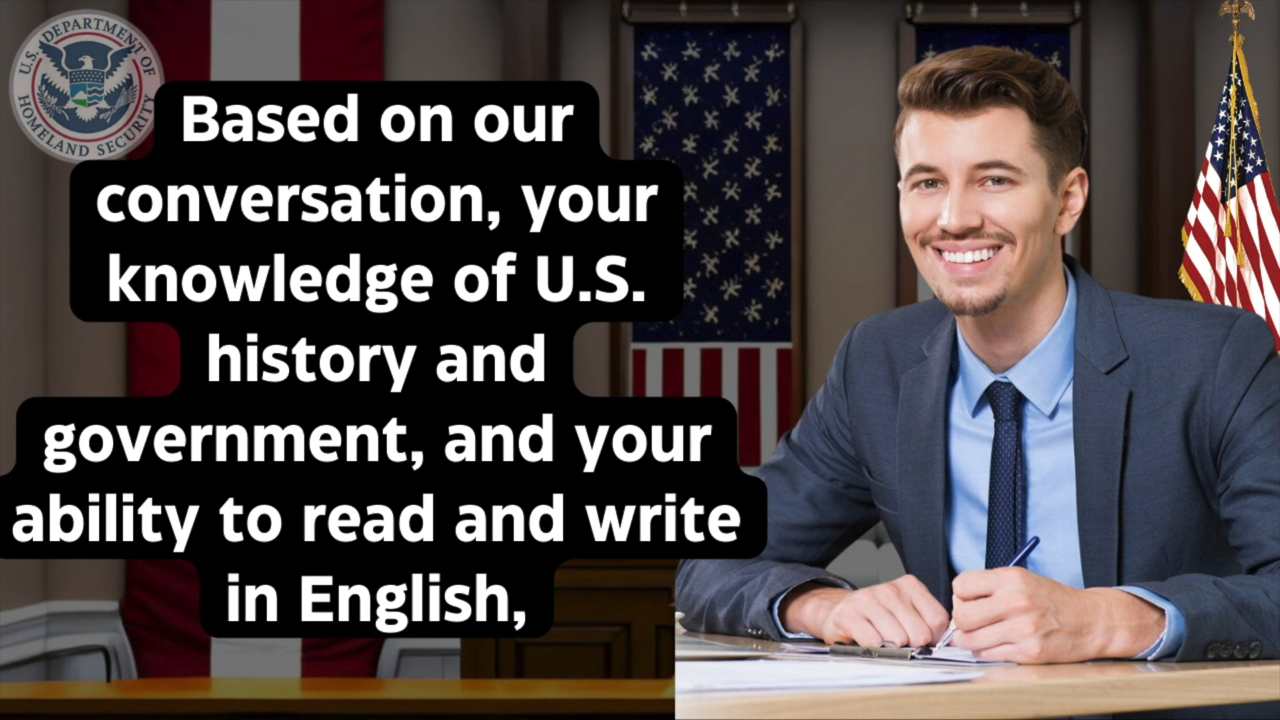 U.S. DEPARTMENT OF
HOMELAND SECURITY
Based on our
conversation, your
knowledge of U.S.
history and
government, and your
ability to read and write
in English,